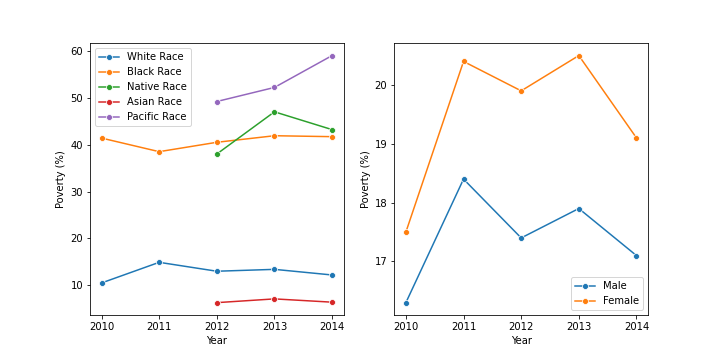 60
50
40
30
20
10
Poverty (%)
White Race
Black Race
Native Race
Asian Race
Pacific Race
2010 2011 2012 2013 2014
Year
20
19
18
17
Poverty (%)
Male
Female
2010 2011 2012 2013 2014
Year